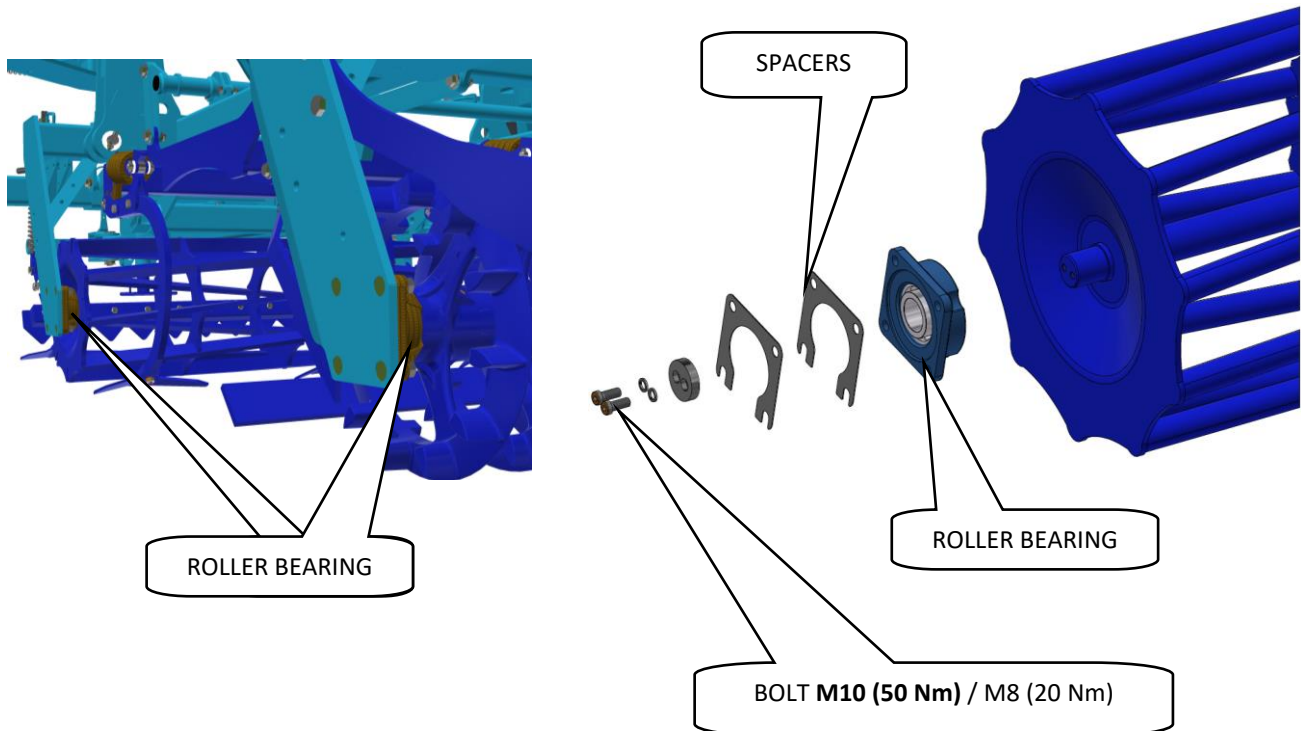 SPACERS
ROLLER BEARING
ROLLER BEARING
BOLT M10 (50 Nm) / M8 (20 Nm)